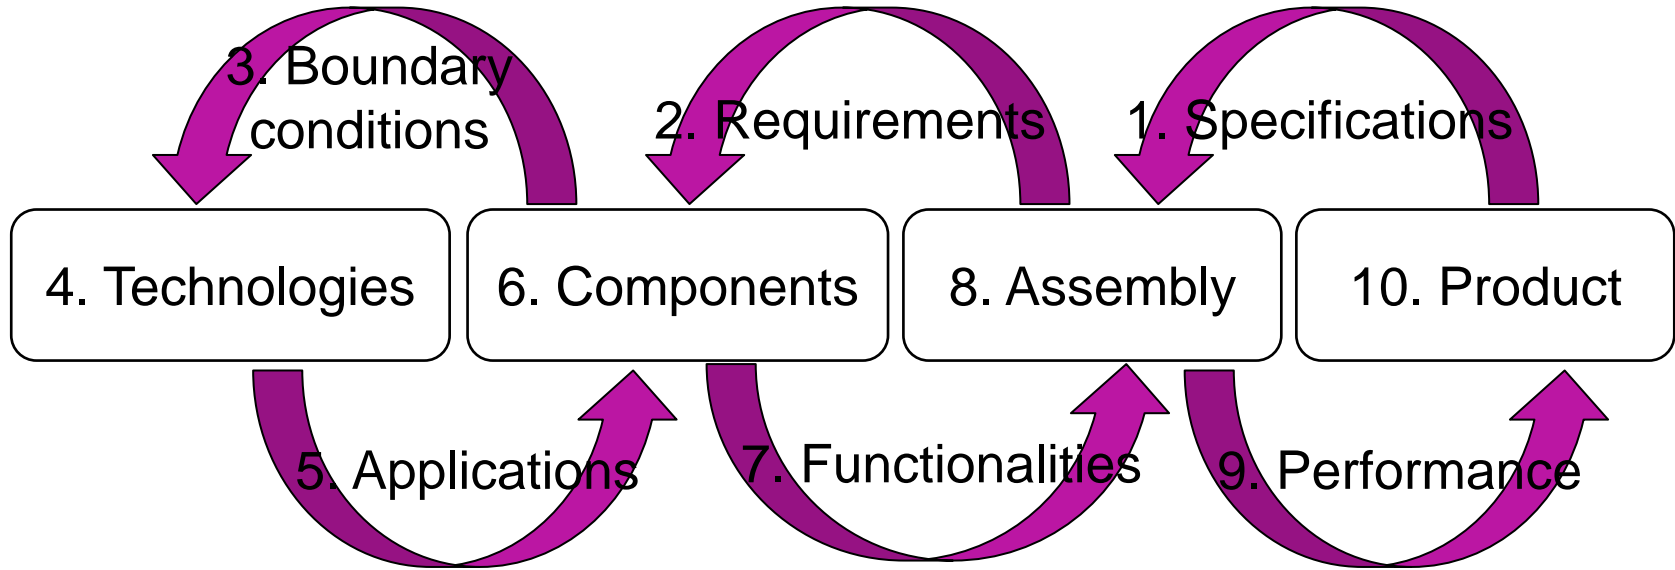 3. Boundary
conditions
2. Requirements
1. Specifications
4. Technologies
6. Components
8. Assembly
10. Product
5. Applications
7. Functionalities
9. Performance